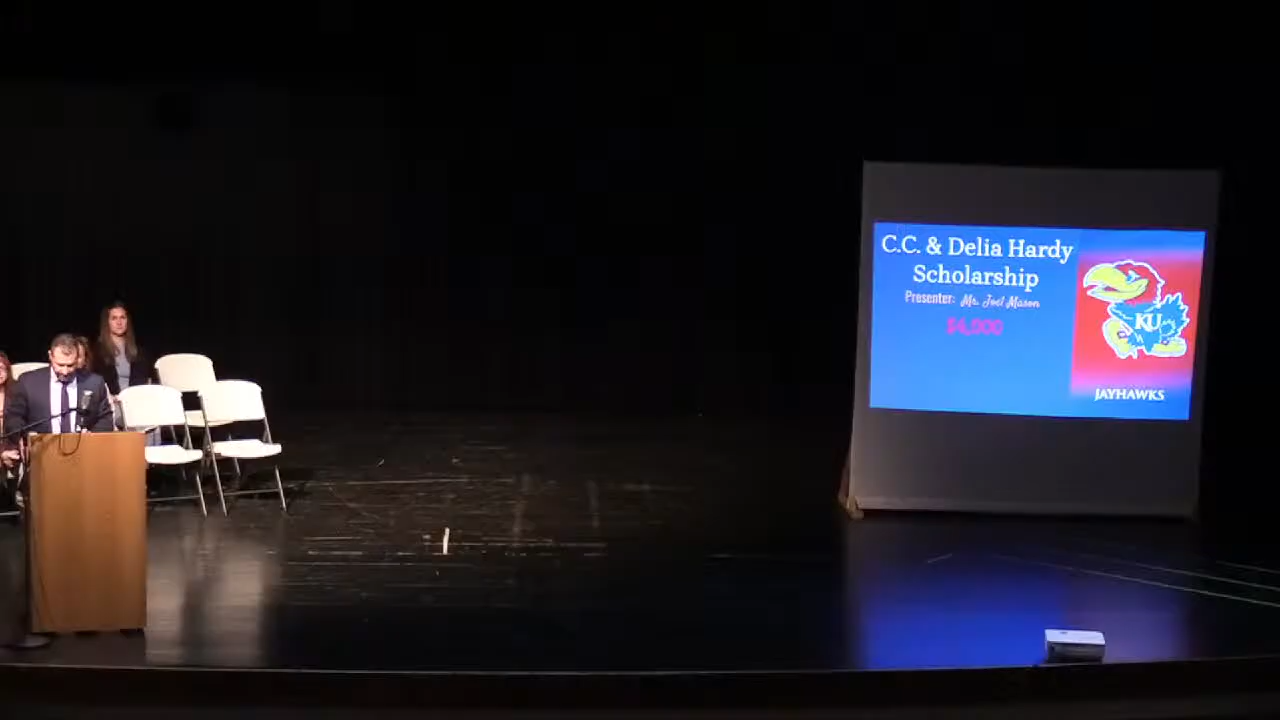 C.C. & Delia Hardy
Scholarship
Presenter: Mr. Joel Mason
$4,000
KU
JAYHAWKS